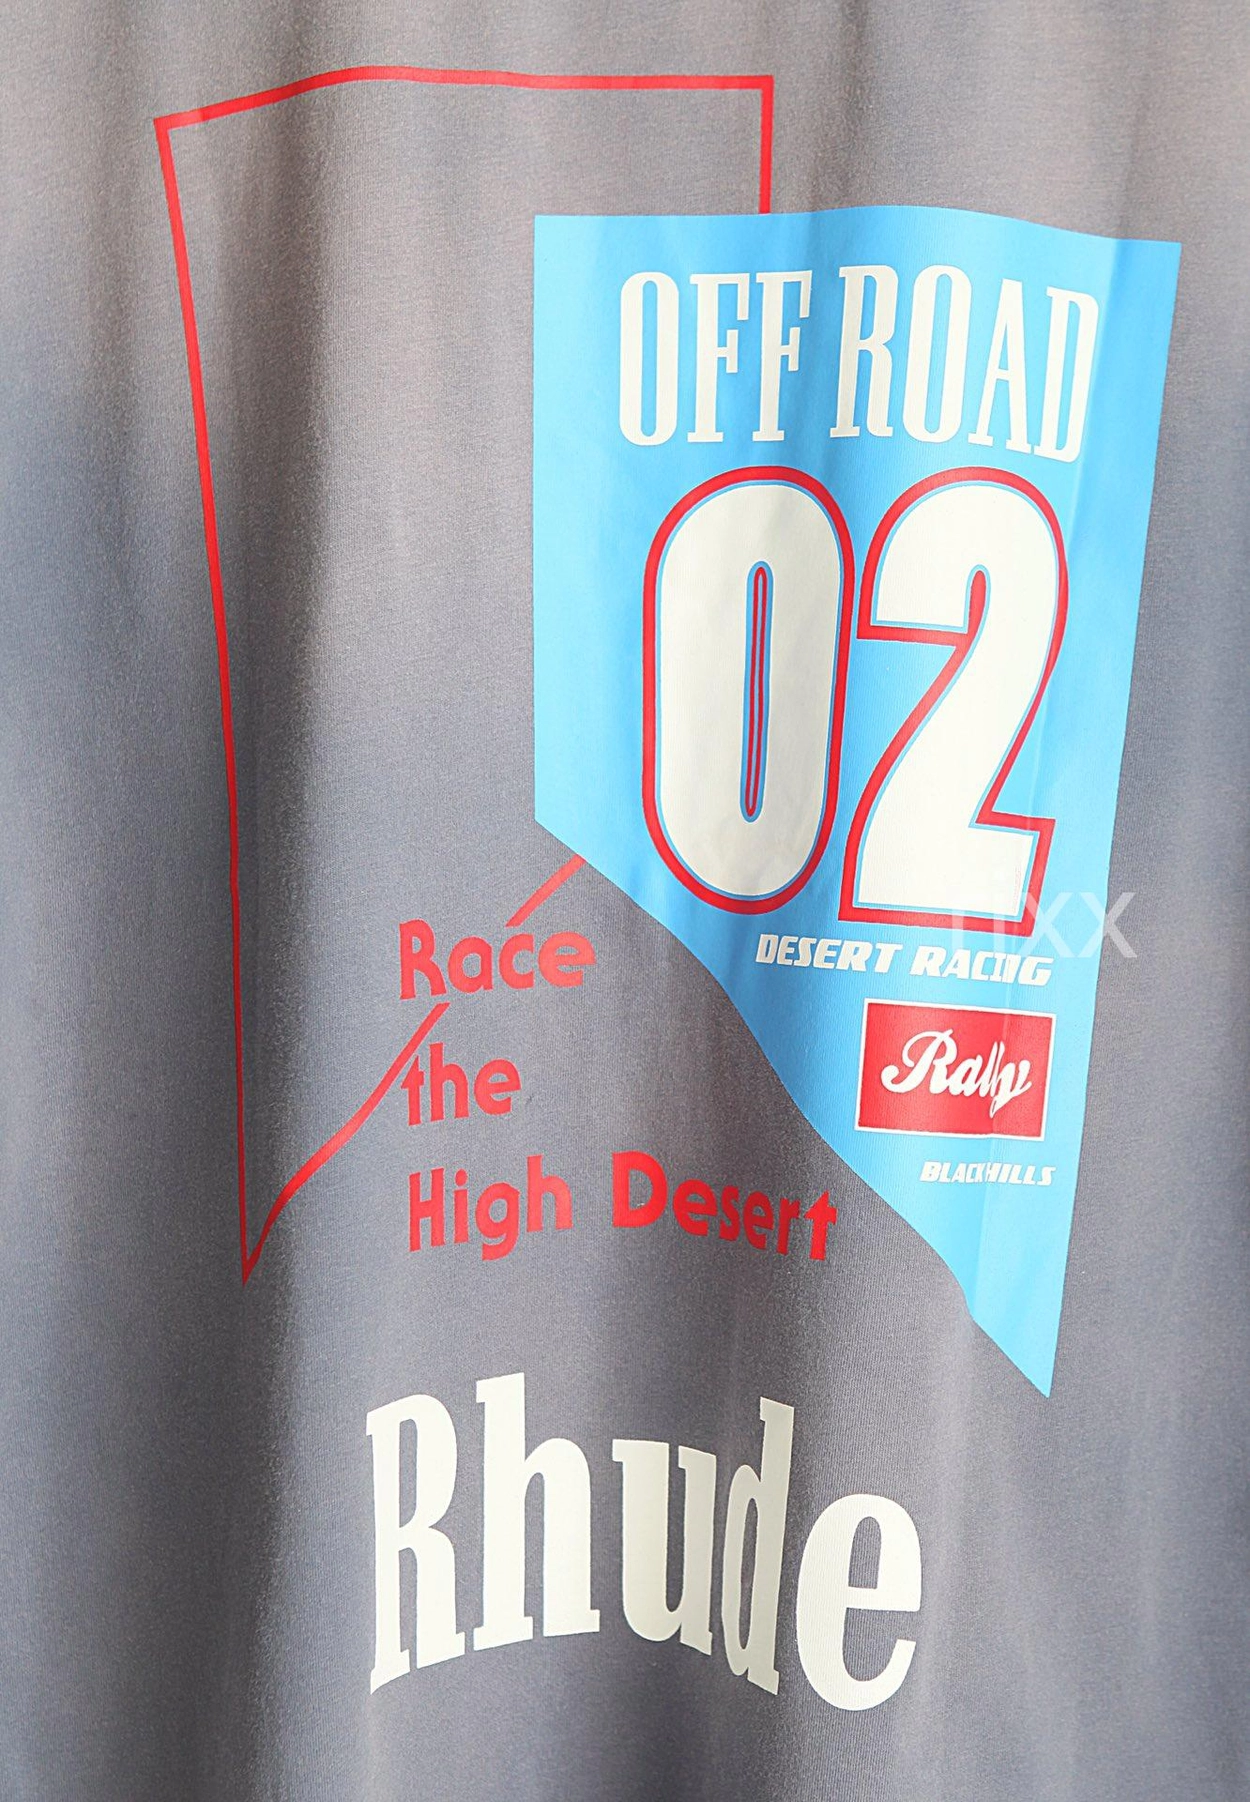 OFF ROAD
02
DESERT RACING
Rally
BLACKHILLS
Race
the
High Desert
Rhude